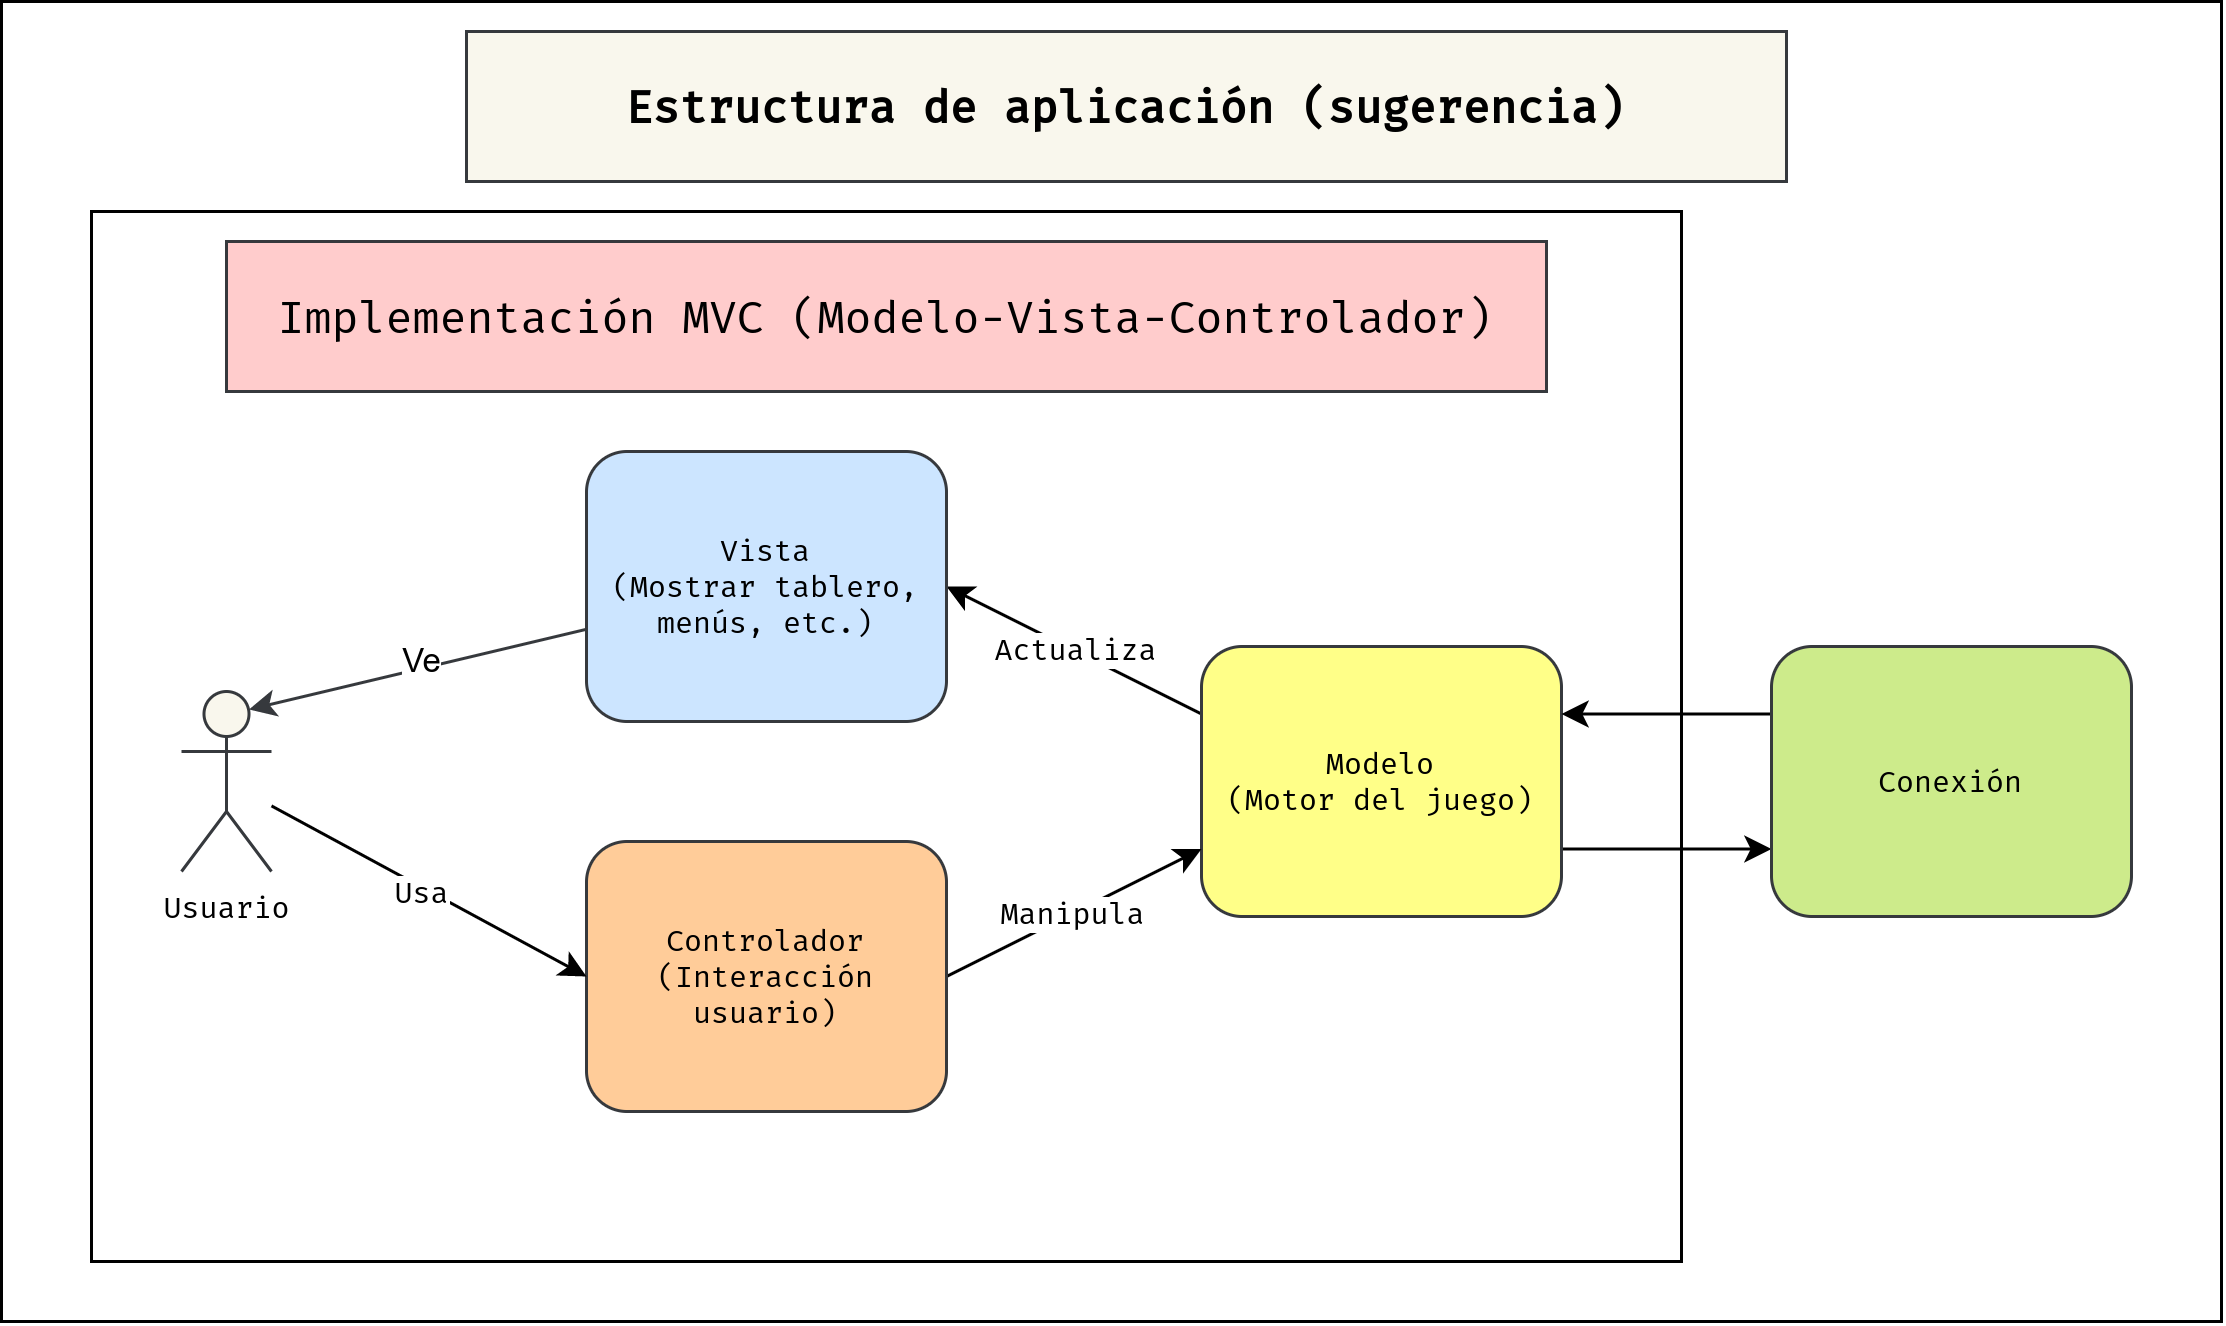 Estructura de aplicación (sugerencia)
Implementación MVC (Modelo-Vista-Controlador)
Vista
(Mostrar tablero,
menús, etc.)
Ve
Actualiza
Usuario
Usa
Controlador
(Interacción
usuario)
Manipula
Modelo
(Motor del juego)
Conexión